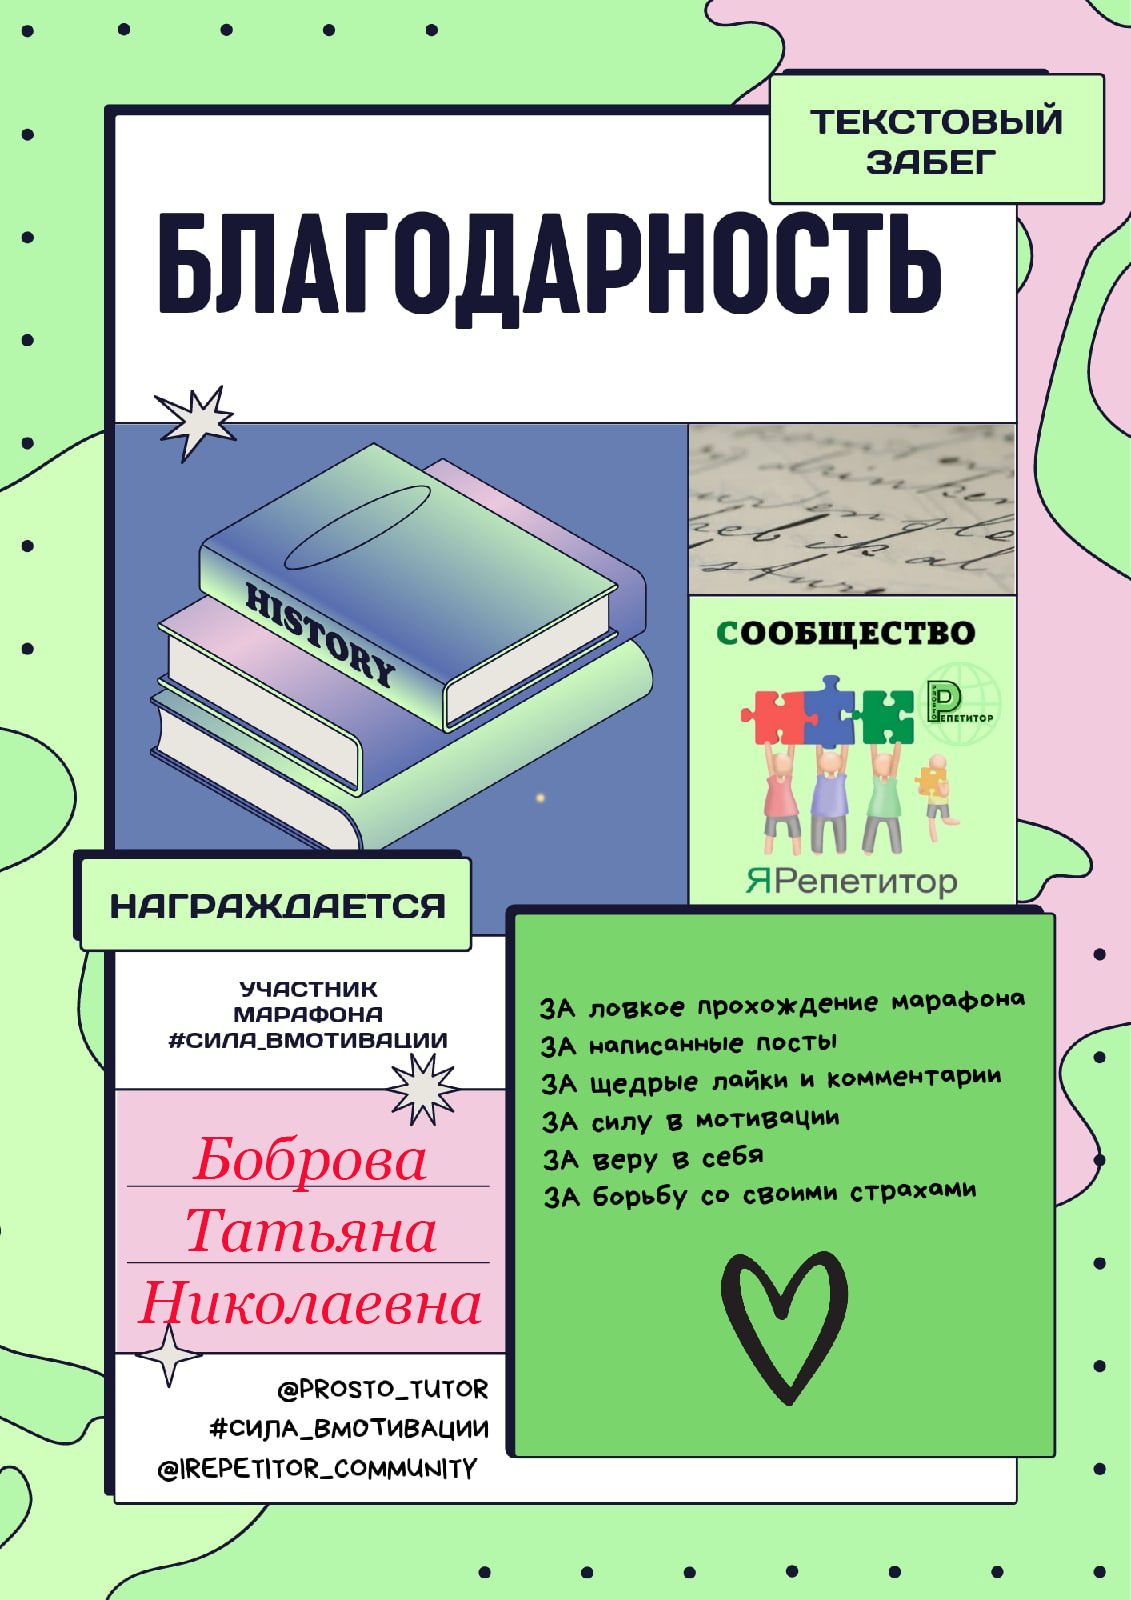 ТЕКСТОВЫЙ
ЗАБЕГ
БЛАГОДАРНОСТЬ
HISTORY
СООБЩЕСТВО
ПРОСТО
РЕПЕТИТОР
ЯРепетитор
НАГРАЖДАЕТСЯ
УЧАСТНИК
МАРАФОНА
#СИЛА_ВМОТИВАЦИИ
Боброва
Татьяна
Николаевна
@PROSTO_TUTOR
#СИЛА_ВМОТИВАЦИИ
@IREPETITOR_COMMUNITY
ЗА ловкое прохождение марафона
ЗА написанные посты
ЗА щедрые лайки и комментарии
ЗА силу в мотивации
ЗА веру в себя
ЗА борьбу со своими страхами